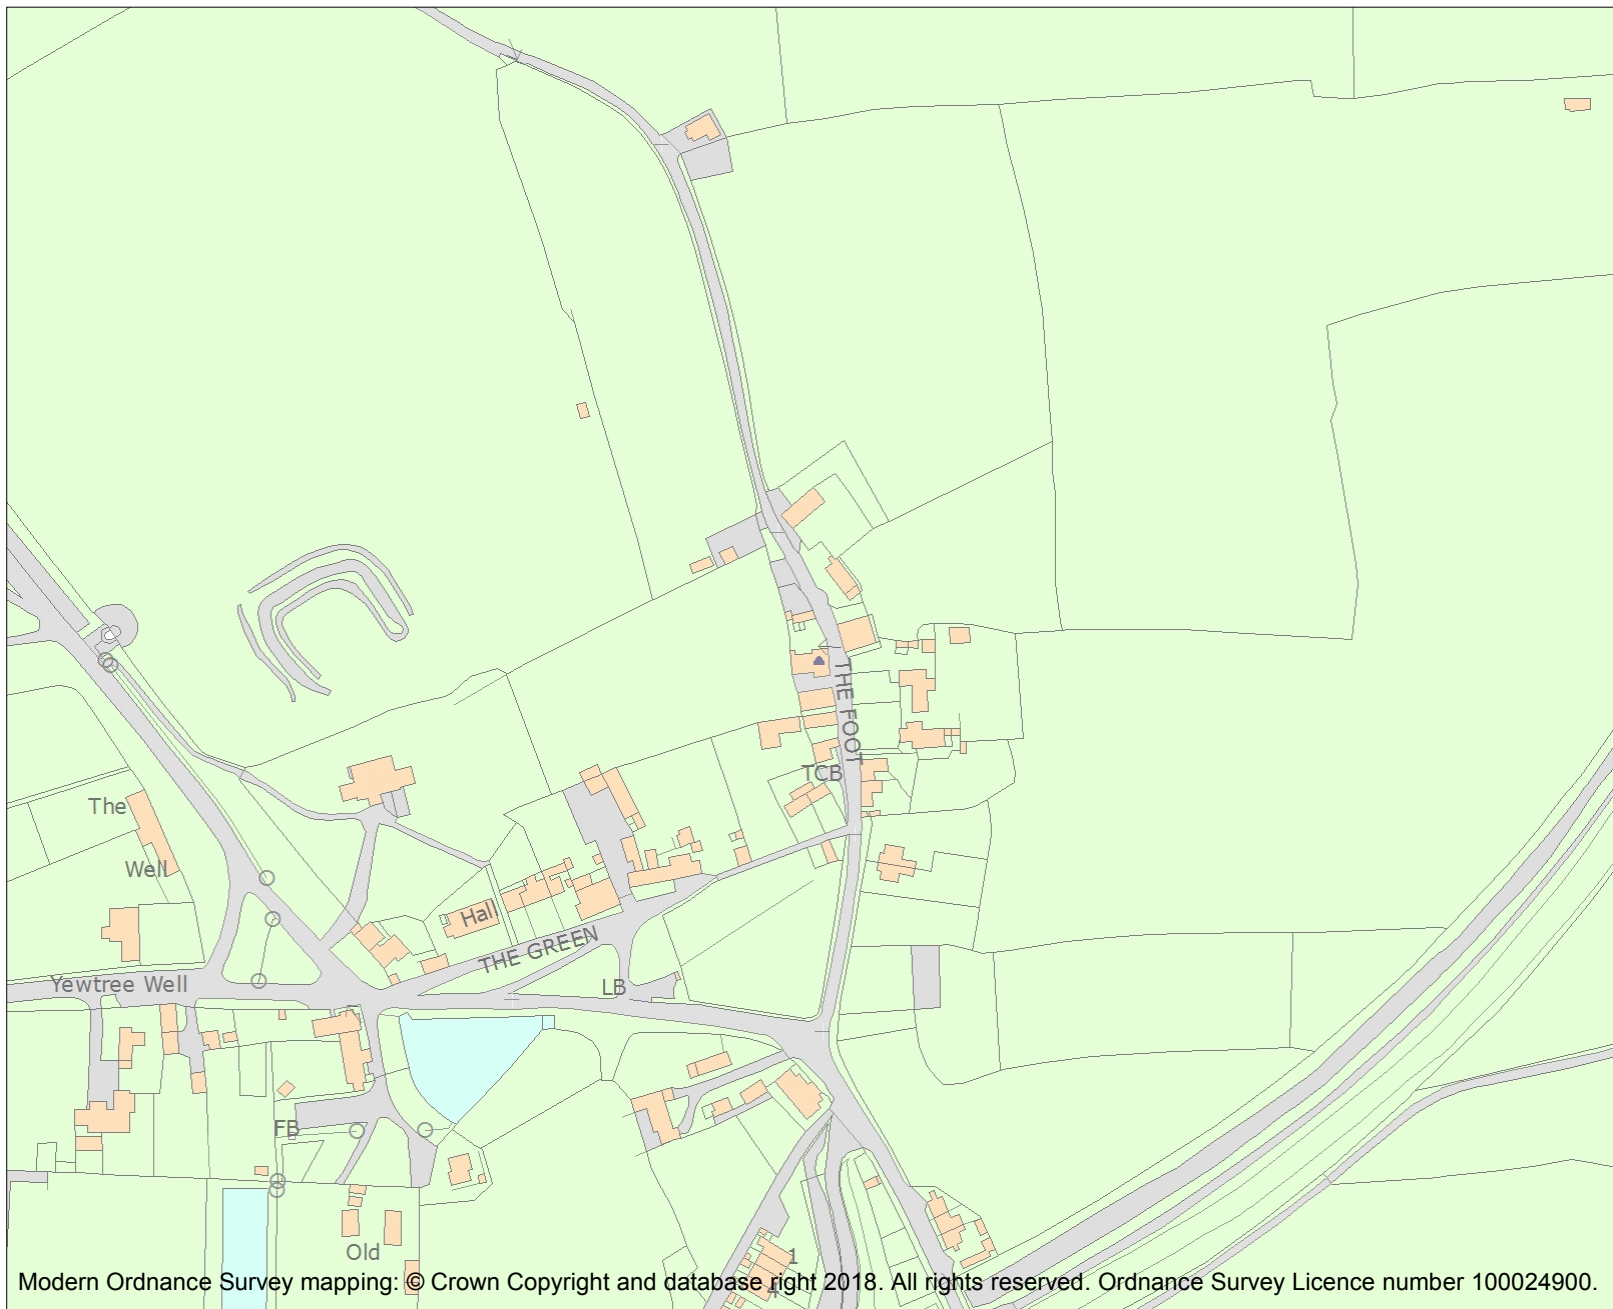 THE FOOT
TCB
The
Well
Hall
THE GREEN
Yewtree Well
LB
FB
Old
1
4
Modern Ordnance Survey mapping: © Crown Copyright and database right 2018. All rights reserved. Ordnance Survey Licence number 100024900.